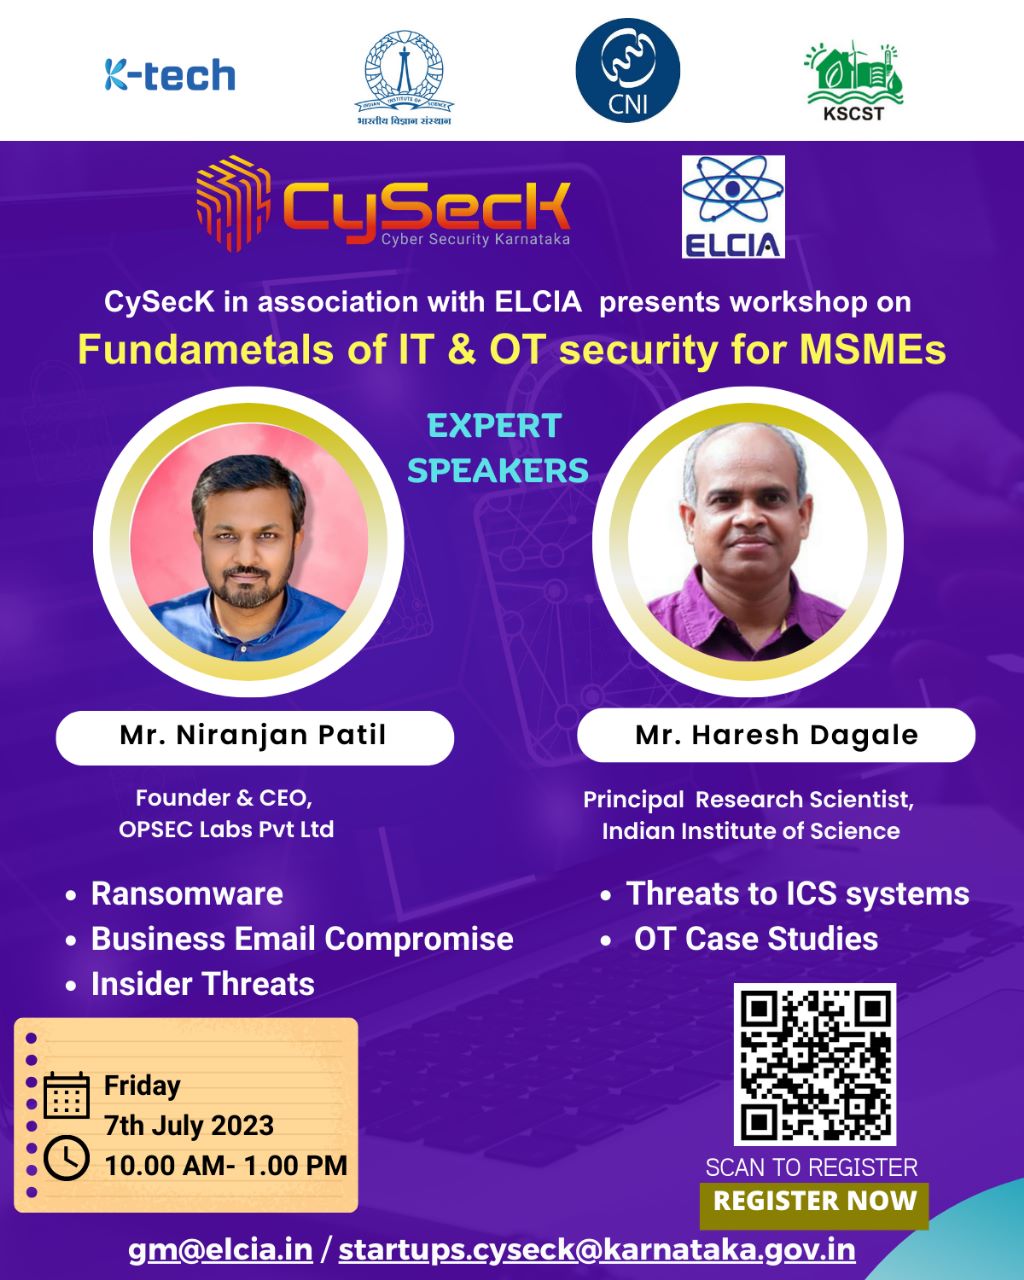 K-tech
INDIAN INSTITUTE OF SCIENCE
भारतीय विज्ञान संस्थान
CNI
KSCST
CySecK
Cyber Security Karnataka
ELCIA
CySecK in association with ELCIA presents workshop on
Fundametals of IT & OT security for MSMEs
EXPERT
SPEAKERS
Mr. Niranjan Patil
Founder & CEO,
OPSEC Labs Pvt Ltd
• Ransomware
• Business Email Compromise
• Insider Threats
Mr. Haresh Dagale
Principal Research Scientist,
Indian Institute of Science
• Threats to ICS systems
• OT Case Studies
Friday
7th July 2023
10.00 AM- 1.00 PM
SCAN TO REGISTER
REGISTER NOW
gm@elcia.in / startups.cyseck@karnataka.gov.in